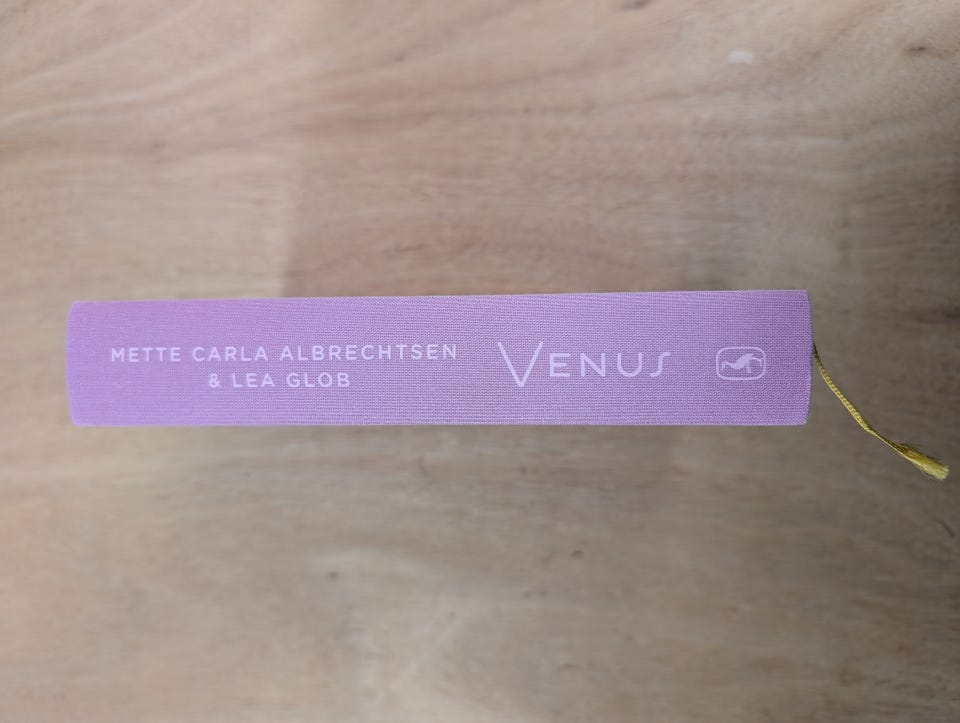 METTE CARLA ALBRECHTSEN
& LEA GLOB
VENUS